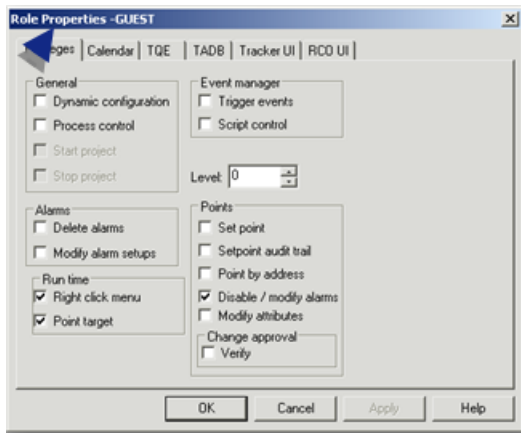 Role Properties -GUEST
eges Calendar TQE TADB Tracker UI RCO UI
General
Dynamic configuration
Process control
Start project
Stop project
Event manager
Trigger events
Script control
Level: 0
Alarms
Delete alarms
Modify alarm setups
Run time
Right click menu
Point target
Points
Set point
Setpoint audit trail
Point by address
Disable / modify alarms
Modify attributes
Change approval
Verify
OK Cancel Apply Help